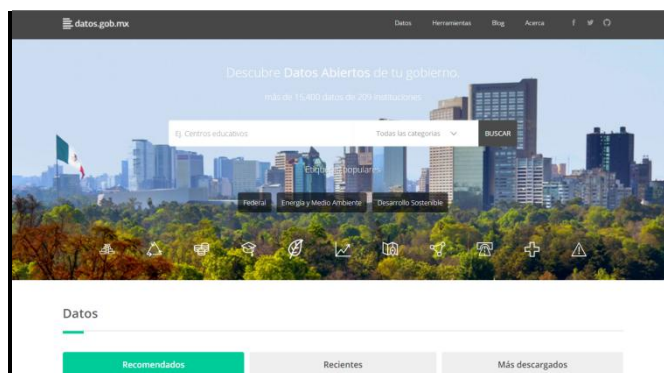 datos.gob.mx
Datos Herramientas Blog Acerca
Descubre Datos Abiertos de tu gobierno.
más de 15,400 datos de 209 instituciones
Ej. Centros educativos Todas las categorías BUSCAR
Etiquetas populares
Federal Energía y Medio Ambiente Desarrollo Sostenible
Datos
Recomendados Recientes Más descargados